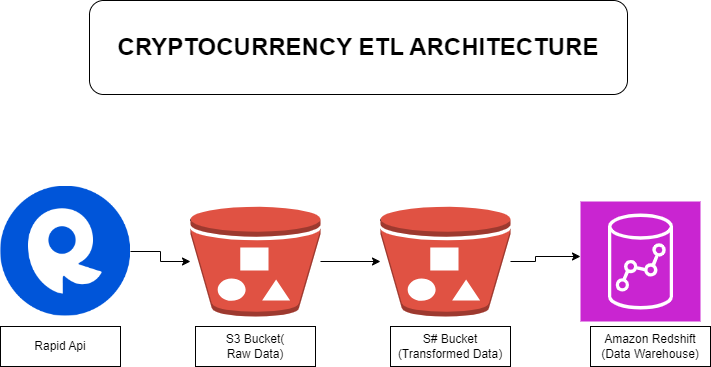 CRYPTOCURRENCY ETL ARCHITECTURE
Rapid Api
S3 Bucket(
Raw Data)
S# Bucket
(Transformed Data)
Amazon Redshift
(Data Warehouse)